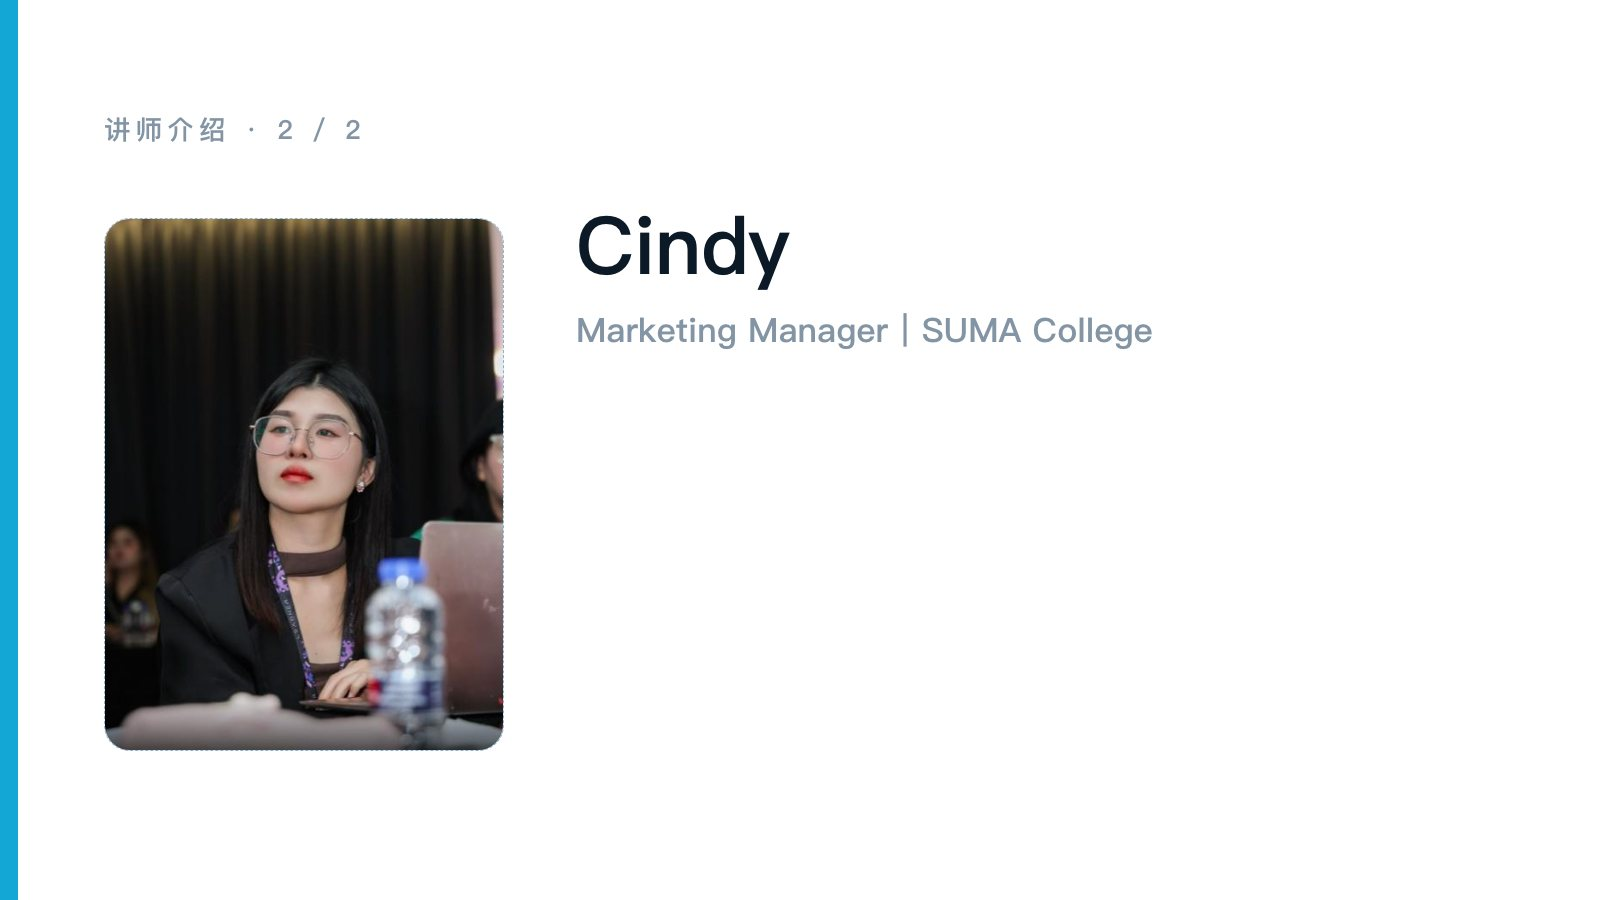 讲师介绍 · 2 / 2
Cindy
Marketing Manager | SUMA College